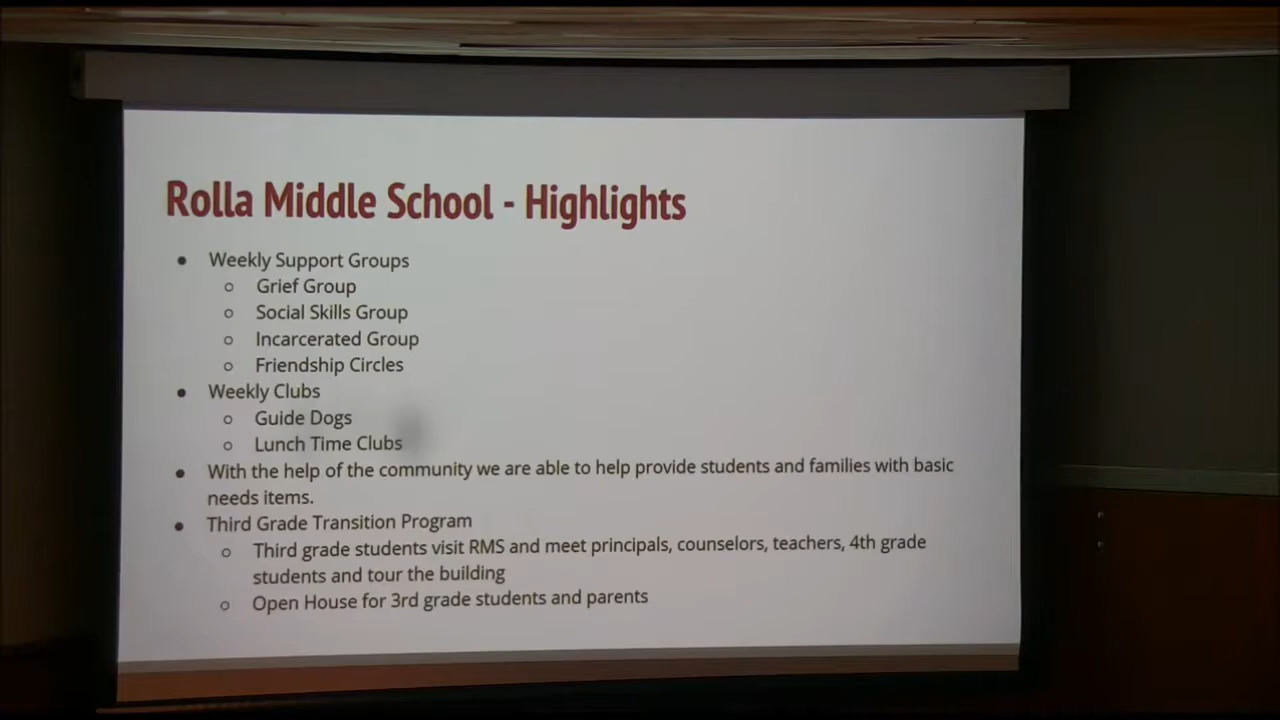 Rolla Middle School - Highlights
● Weekly Support Groups
○ Grief Group
○ Social Skills Group
○ Incarcerated Group
○ Friendship Circles
● Weekly Clubs
○ Guide Dogs
○ Lunch Time Clubs
● With the help of the community we are able to help provide students and families with basic
needs items.
● Third Grade Transition Program
○ Third grade students visit RMS and meet principals, counselors, teachers, 4th grade
students and tour the building
○ Open House for 3rd grade students and parents